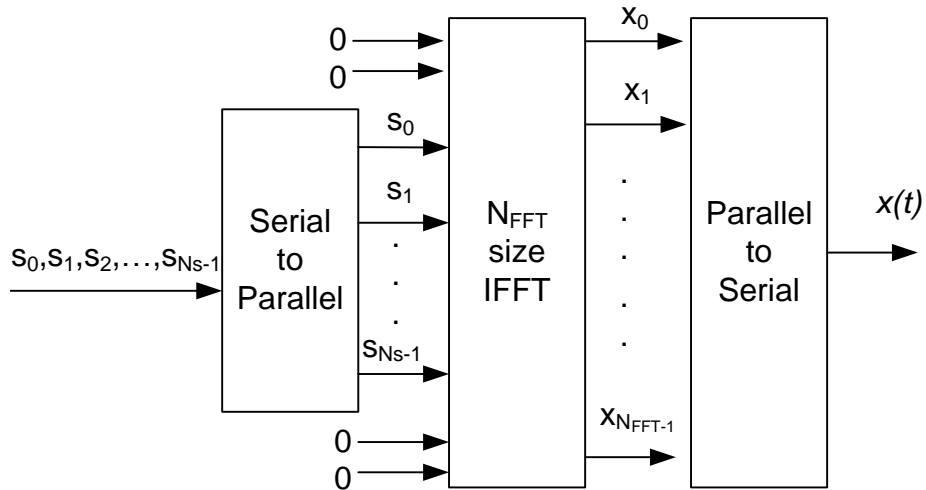 0
0
x0
x1
s0
s1
sNs-1
Serial
to
Parallel
s0,s1,s2,…,sNs-1
.
.
.
0
0
NFFT
size
IFFT
.
.
.
.
.
xNFFT-1
Parallel
to
Serial
x(t)